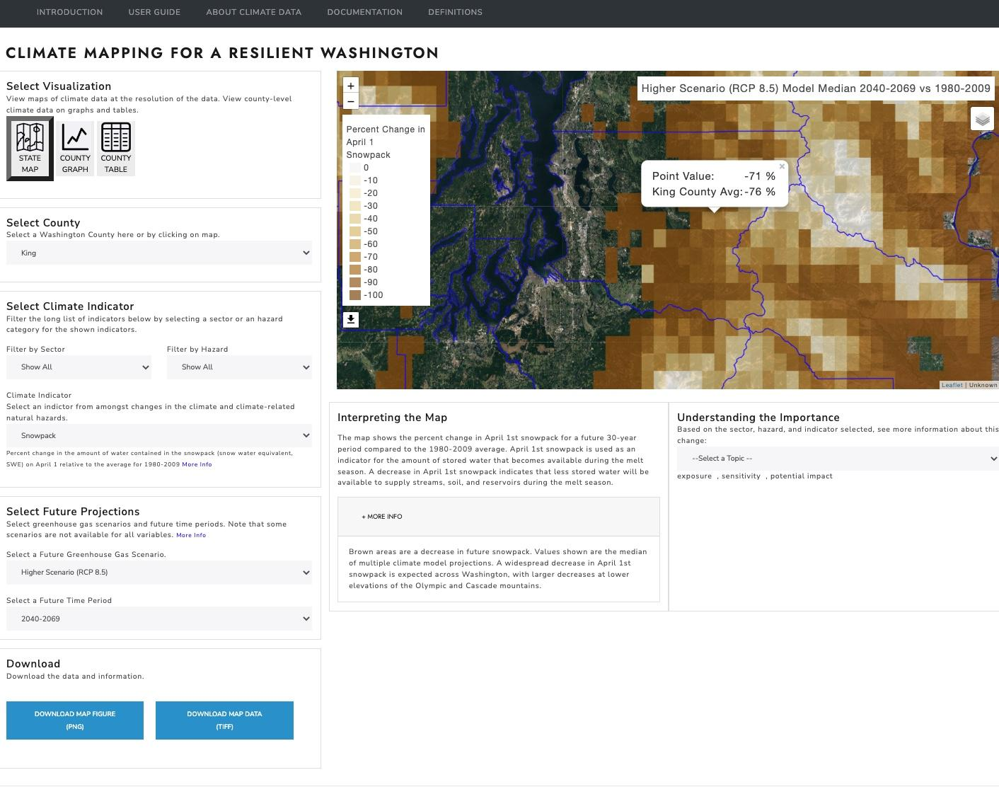 INTRODUCTION USER GUIDE ABOUT CLIMATE DATA DOCUMENTATION DEFINITIONS
CLIMATE MAPPING FOR A RESILIENT WASHINGTON
Select Visualization
View maps of climate data at the resolution of the data. View county-level
climate data on graphs and tables.
STATE
MAP
COUNTY
GRAPH
COUNTY
TABLE
Select County
Select a Washington County here or by clicking on map.
King
Select Climate Indicator
Filter the long list of indicators below by selecting a sector or an hazard
category for the shown indicators.
Filter by Sector
Show All
Filter by Hazard
Show All
Climate Indicator
Select an indictor from amongst changes in the climate and climate-related
natural hazards.
Snowpack
Percent change in the amount of water contained in the snowpack (snow water equivalent,
SWE) on April 1 relative to the average for 1980-2009 More Info
Select Future Projections
Select greenhouse gas scenarios and future time periods. Note that some
scenarios are not available for all variables. More Info
Select a Future Greenhouse Gas Scenario.
Higher Scenario (RCP 8.5)
Select a Future Time Period
2040-2069
Download
Download the data and information.
DOWNLOAD MAP FIGURE
(PNG)
DOWNLOAD MAP DATA
(TIFF)
+
−
Higher Scenario (RCP 8.5) Model Median 2040-2069 vs 1980-2009
Percent Change in
April 1
Snowpack
0
-10
-20
-30
-40
-50
-60
-70
-80
-90
-100
×
Point Value: -71 %
King County Avg: -76 %
Leaflet | Unknown
Interpreting the Map
The map shows the percent change in April 1st snowpack for a future 30-year
period compared to the 1980-2009 average. April 1st snowpack is used as an
indicator for the amount of stored water that becomes available during the melt
season. A decrease in April 1st snowpack indicates that less stored water will be
available to supply streams, soil, and reservoirs during the melt season.
+ MORE INFO
Brown areas are a decrease in future snowpack. Values shown are the median
of multiple climate model projections. A widespread decrease in April 1st
snowpack is expected across Washington, with larger decreases at lower
elevations of the Olympic and Cascade mountains.
Understanding the Importance
Based on the sector, hazard, and indicator selected, see more information about this
change:
--Select a Topic --
exposure , sensitivity , potential impact